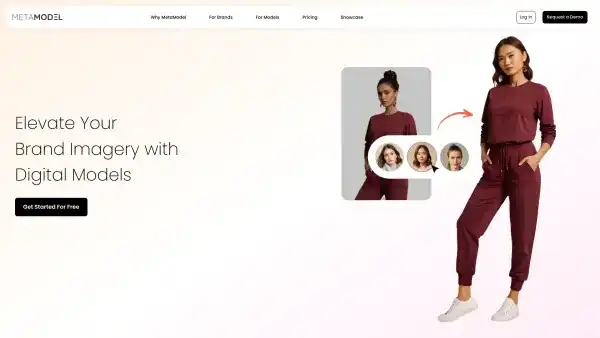 METAMODEL
Why MetaModel
For Brands
For Models
Pricing
Showcase
Log In
Request a Demo
Elevate Your
Brand Imagery with
Digital Models
Get Started For Free